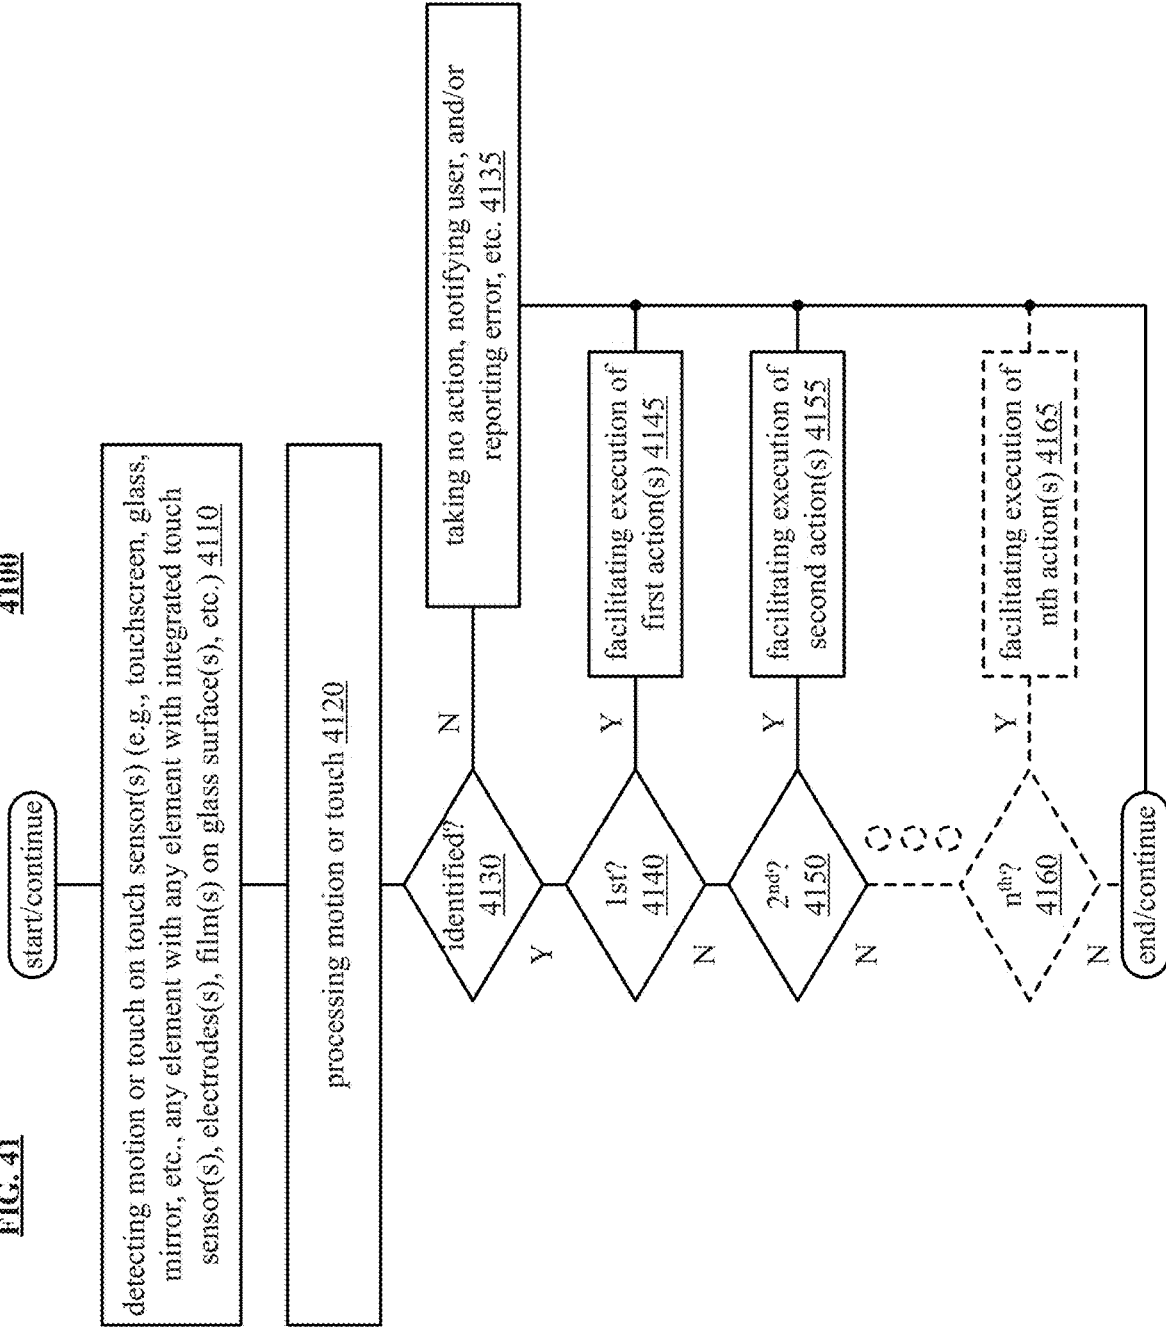 FIG. 41
4100
start/continue
detecting motion or touch on touch sensor(s) (e.g., touchscreen, glass,
mirror, etc., any element with any element with integrated touch
sensor(s), electrodes(s), film(s) on glass surface(s), etc.) 4110
processing motion or touch 4120
identified?
4130
N
taking no action, notifying user, and/or
reporting error, etc. 4135
Y
1st?
4140
Y
facilitating execution of
first action(s) 4145
N
2nd?
4150
Y
facilitating execution of
second action(s) 4155
N
nth?
4160
Y
facilitating execution of
nth action(s) 4165
N
end/continue